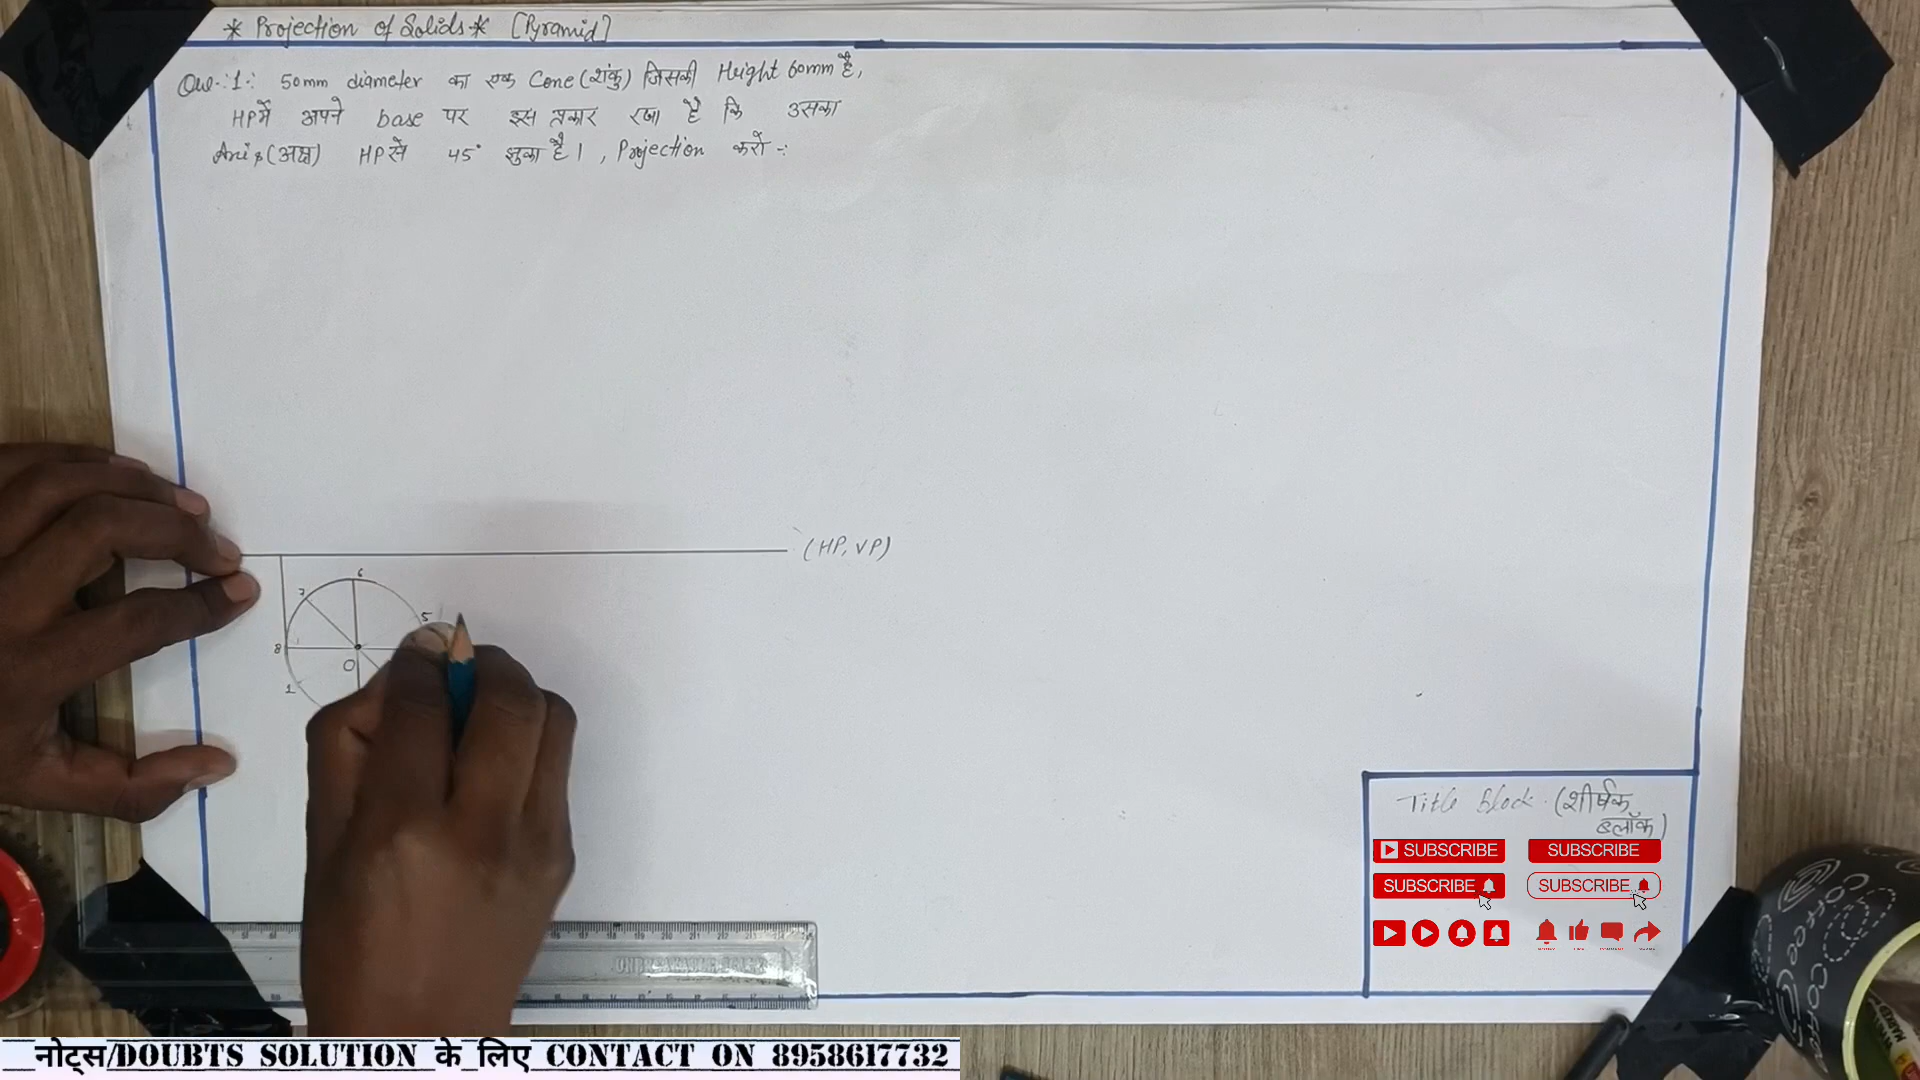 * Projection of Solids * [Pyramid]
Que.:1.: 50mm diameter का एक Cone (शंकु) जिसकी Height 60mm है,
HP में अपने base पर इस प्रकार रखा है कि उसका
Axis (अक्ष) HP से 45° झुका है। , Projection करो -:
(HP, VP)
6
7
5
8
O
1
Title Block (शीर्षक
ब्लॉक)
SUBSCRIBE SUBSCRIBE
SUBSCRIBE SUBSCRIBE
नोट्स/DOUBTS SOLUTION के लिए CONTACT ON 8958617732